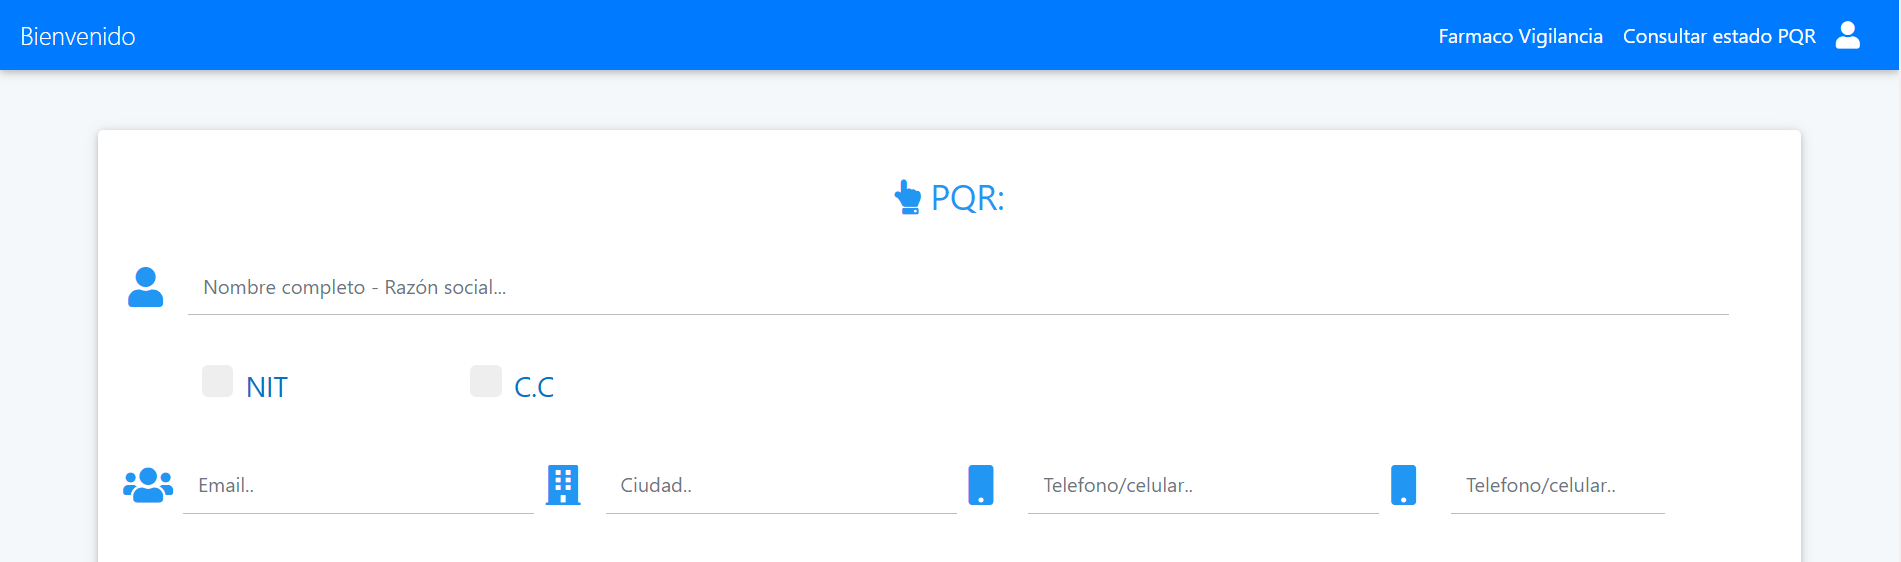 Bienvenido
Farmaco Vigilancia Consultar estado PQR
PQR:
Nombre completo - Razón social...
NIT C.C
Email.. Ciudad.. Telefono/celular.. Telefono/celular..